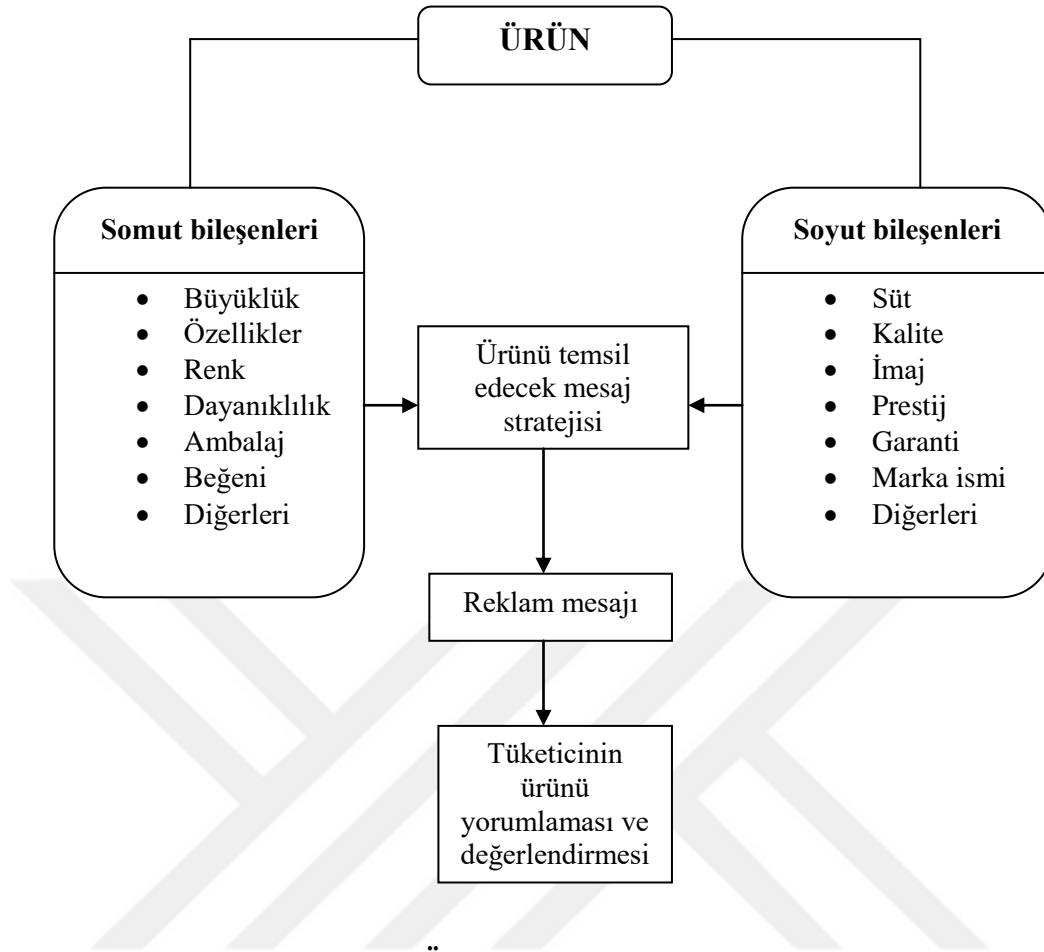 ÜRÜN
Somut bileşenleri
• Büyüklük
• Özellikler
• Renk
• Dayanıklılık
• Ambalaj
• Beğeni
• Diğerleri
Soyut bileşenleri
• Süt
• Kalite
• İmaj
• Prestij
• Garanti
• Marka ismi
• Diğerleri
Ürünü temsil
edecek mesaj
stratejisi
Reklam mesajı
Tüketicinin
ürünü
yorumlaması ve
değerlendirmesi